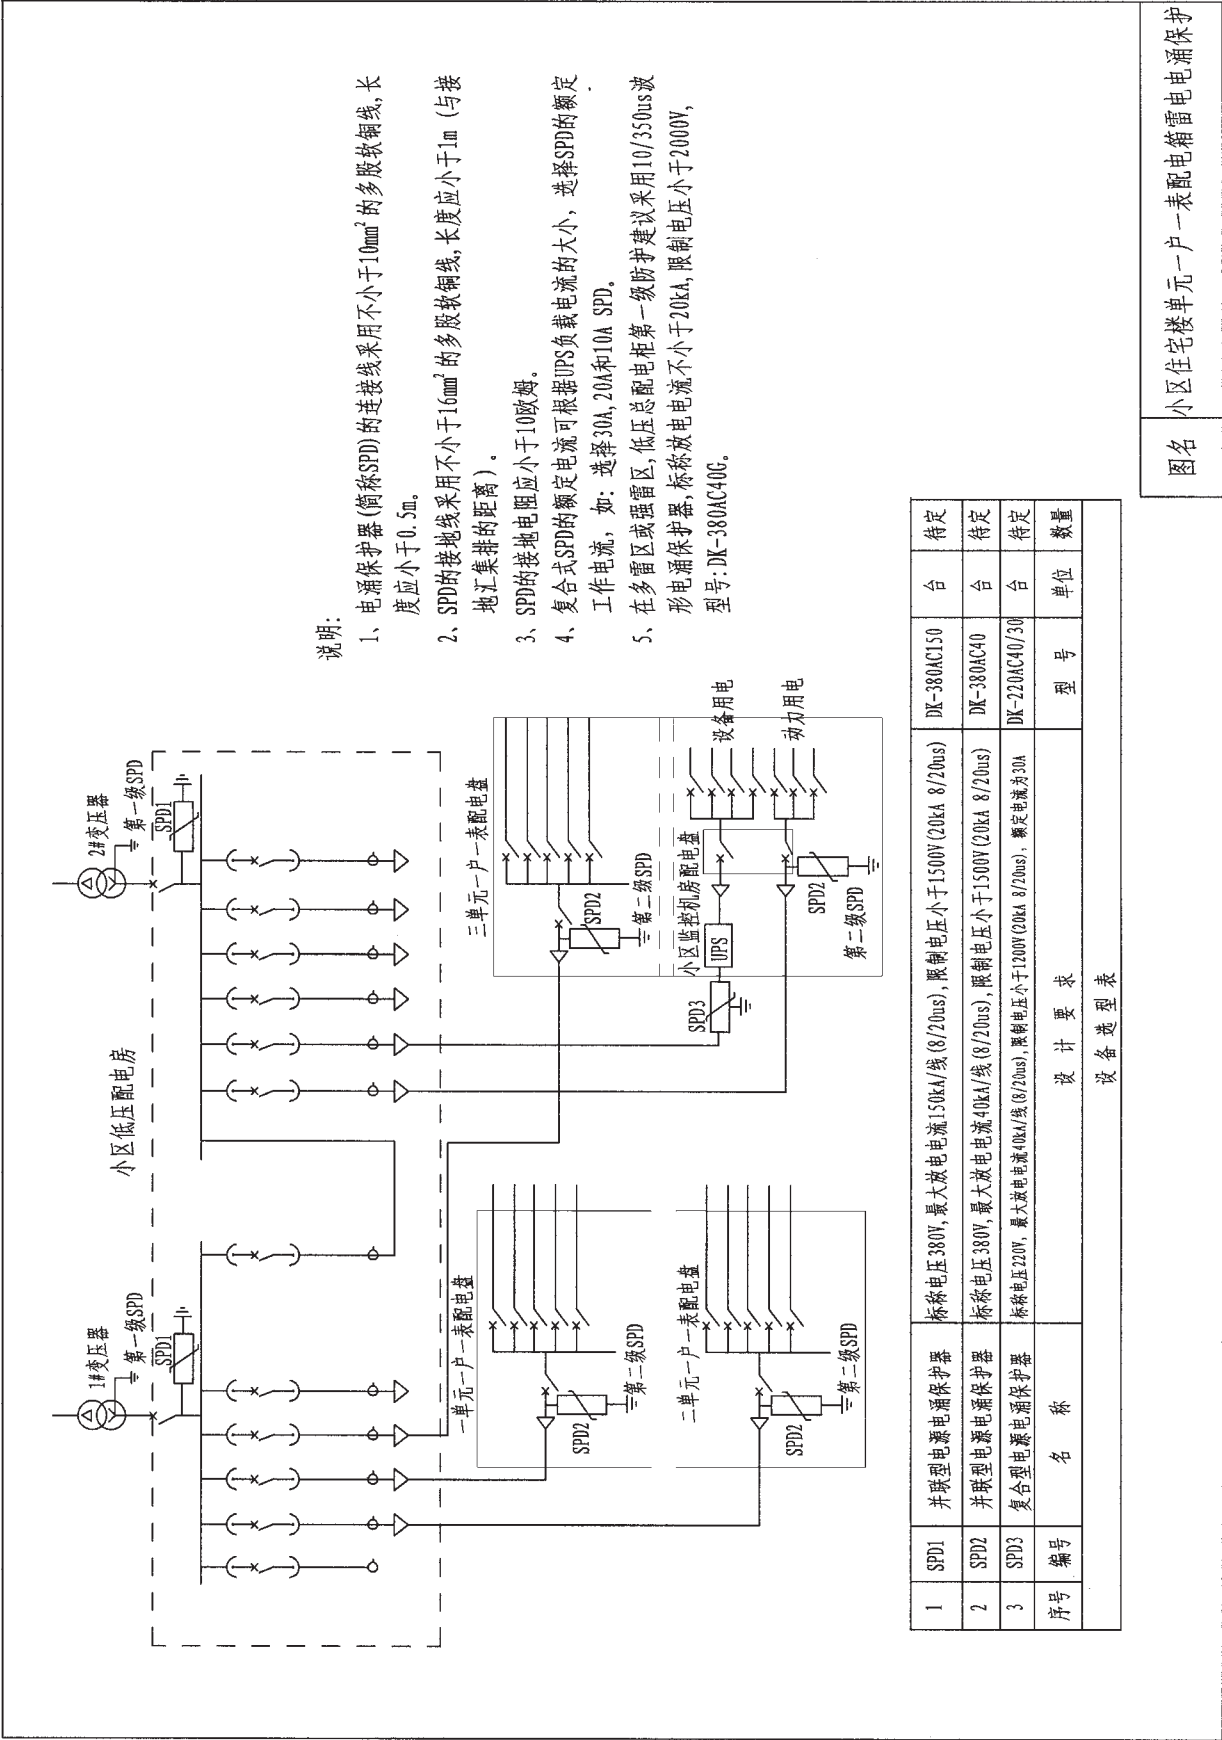 小区低压配电房
1#变压器
第一级SPD
SPD1
2#变压器
第一级SPD
SPD1
一单元一户一表配电盘
SPD2
第二级SPD
二单元一户一表配电盘
SPD2
第二级SPD
三单元一户一表配电盘
SPD2
第二级SPD
小区监控机房配电盘
SPD3
UPS
设备用电
动力用电
SPD2
第二级SPD
说明:
1、电涌保护器(简称SPD)的连接线采用不小于10mm²的多股软铜线,长
度应小于0.5m。
2、SPD的接地线采用不小于16mm²的多股软铜线,长度应小于1m (与接
地汇集排的距离)。
3、SPD的接地电阻应小于10欧姆。
4、复合式SPD的额定电流可根据UPS负载电流的大小，选择SPD的额定
工作电流，如: 选择30A,20A和10A SPD。
5、在多雷区或强雷区,低压总配电柜第一级防护建议采用10/350us波
形电涌保护器,标称放电电流不小于20kA,限制电压小于2000V,
型号:DK-380AC40G。
1 SPD1 并联型电源电涌保护器 标称电压380V,最大放电电流150kA/线(8/20us),限制电压小于1500V(20kA 8/20us) DK-380AC150 台 待定
2 SPD2 并联型电源电涌保护器 标称电压380V,最大放电电流40kA/线(8/20us),限制电压小于1500V(20kA 8/20us) DK-380AC40 台 待定
3 SPD3 复合型电源电涌保护器 标称电压220V，最大放电电流40kA/线(8/20us),限制电压小于1200V(20kA 8/20us)，额定电流为30A DK-220AC40/30 台 待定
序号 编号 名 称 设 计 要 求 型 号 单位 数量
设 备 选 型 表
图名 小区住宅楼单元一户一表配电箱雷电电涌保护